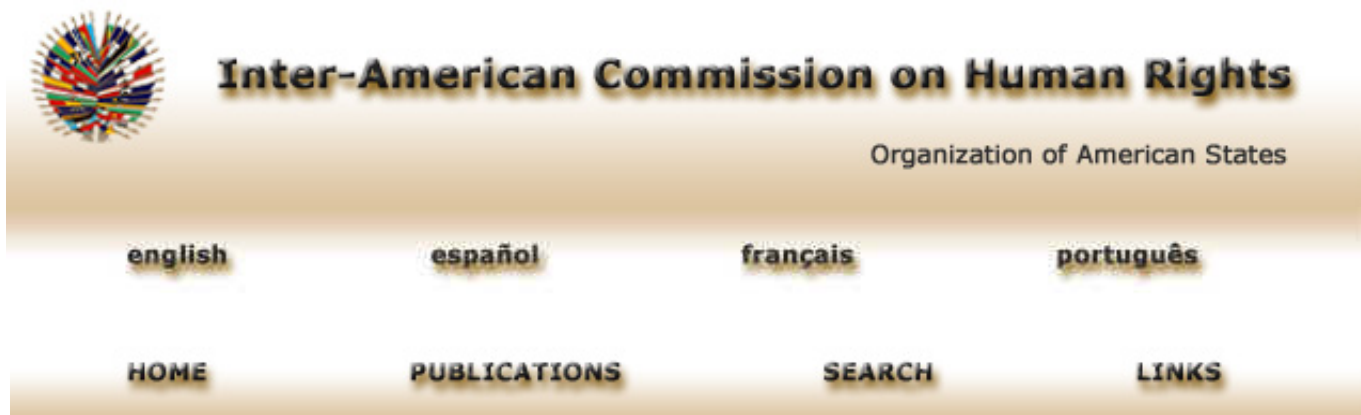 Inter-American Commission on Human Rights
Organization of American States
english español français português
HOME PUBLICATIONS SEARCH LINKS